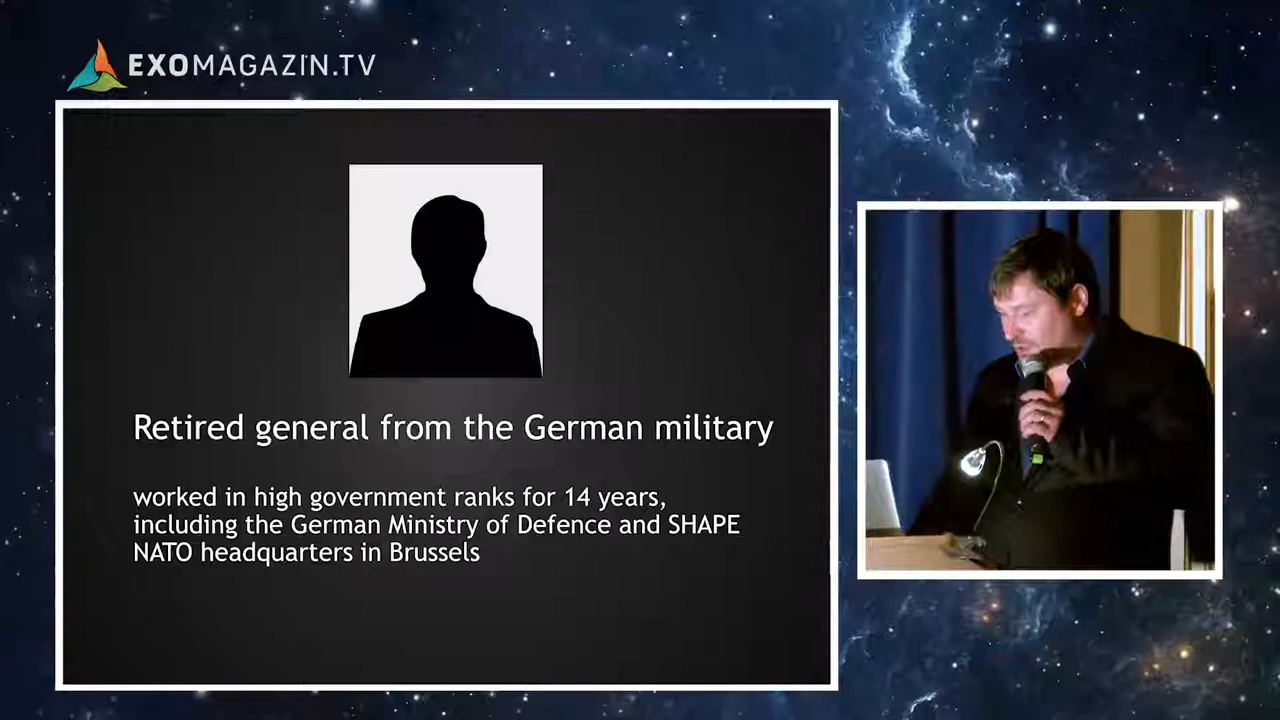 EXOMAGAZIN.TV
Retired general from the German military
worked in high government ranks for 14 years,
including the German Ministry of Defence and SHAPE
NATO headquarters in Brussels